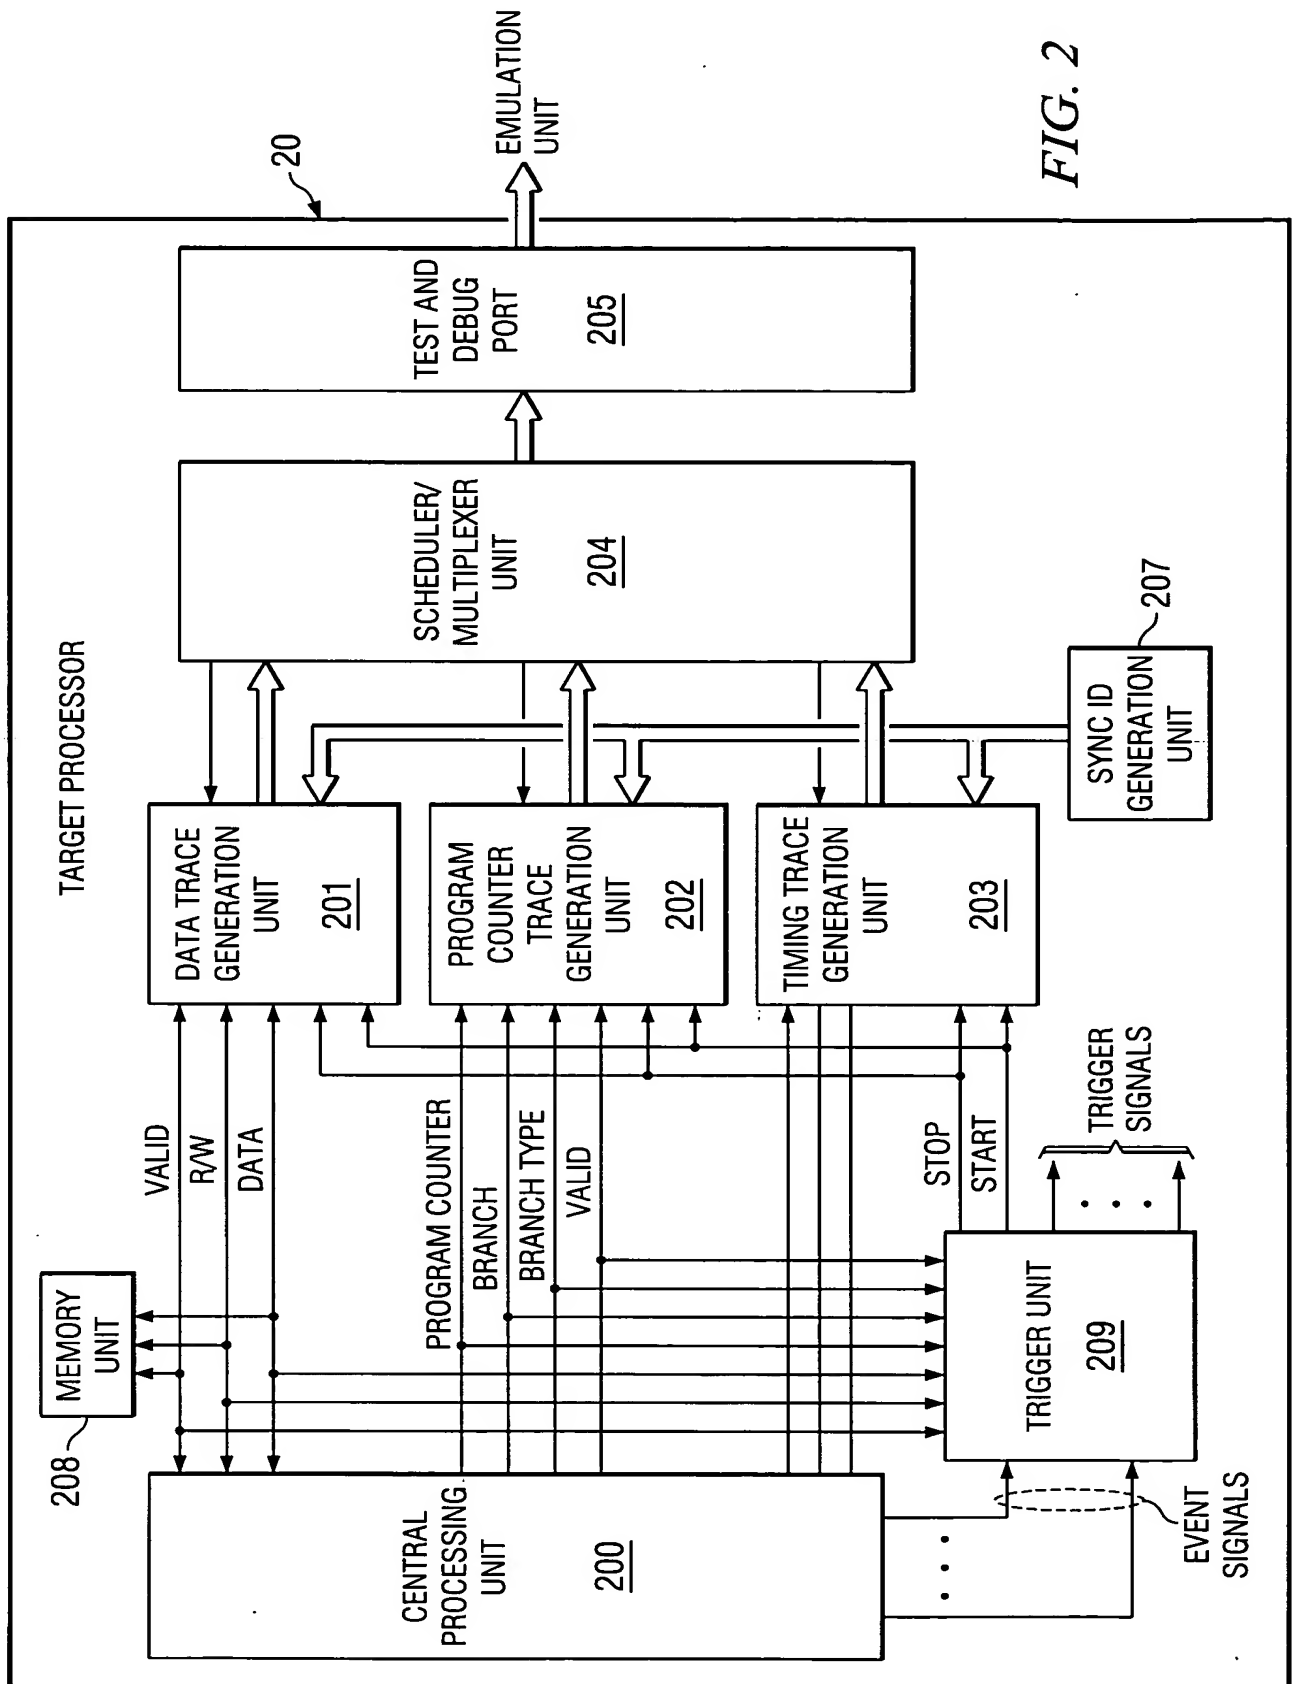 TARGET PROCESSOR
20
208
MEMORY
UNIT
CENTRAL
PROCESSING
UNIT
200
VALID
R/W
DATA
PROGRAM COUNTER
BRANCH
BRANCH TYPE
VALID
STOP
START
DATA TRACE
GENERATION
UNIT
201
PROGRAM
COUNTER
TRACE
GENERATION
UNIT
202
TIMING TRACE
GENERATION
UNIT
203
SCHEDULER/
MULTIPLEXER
UNIT
204
TEST AND
DEBUG
PORT
205
EMULATION
UNIT
EVENT
SIGNALS
TRIGGER UNIT
209
TRIGGER
SIGNALS
SYNC ID
GENERATION
UNIT
207
FIG. 2